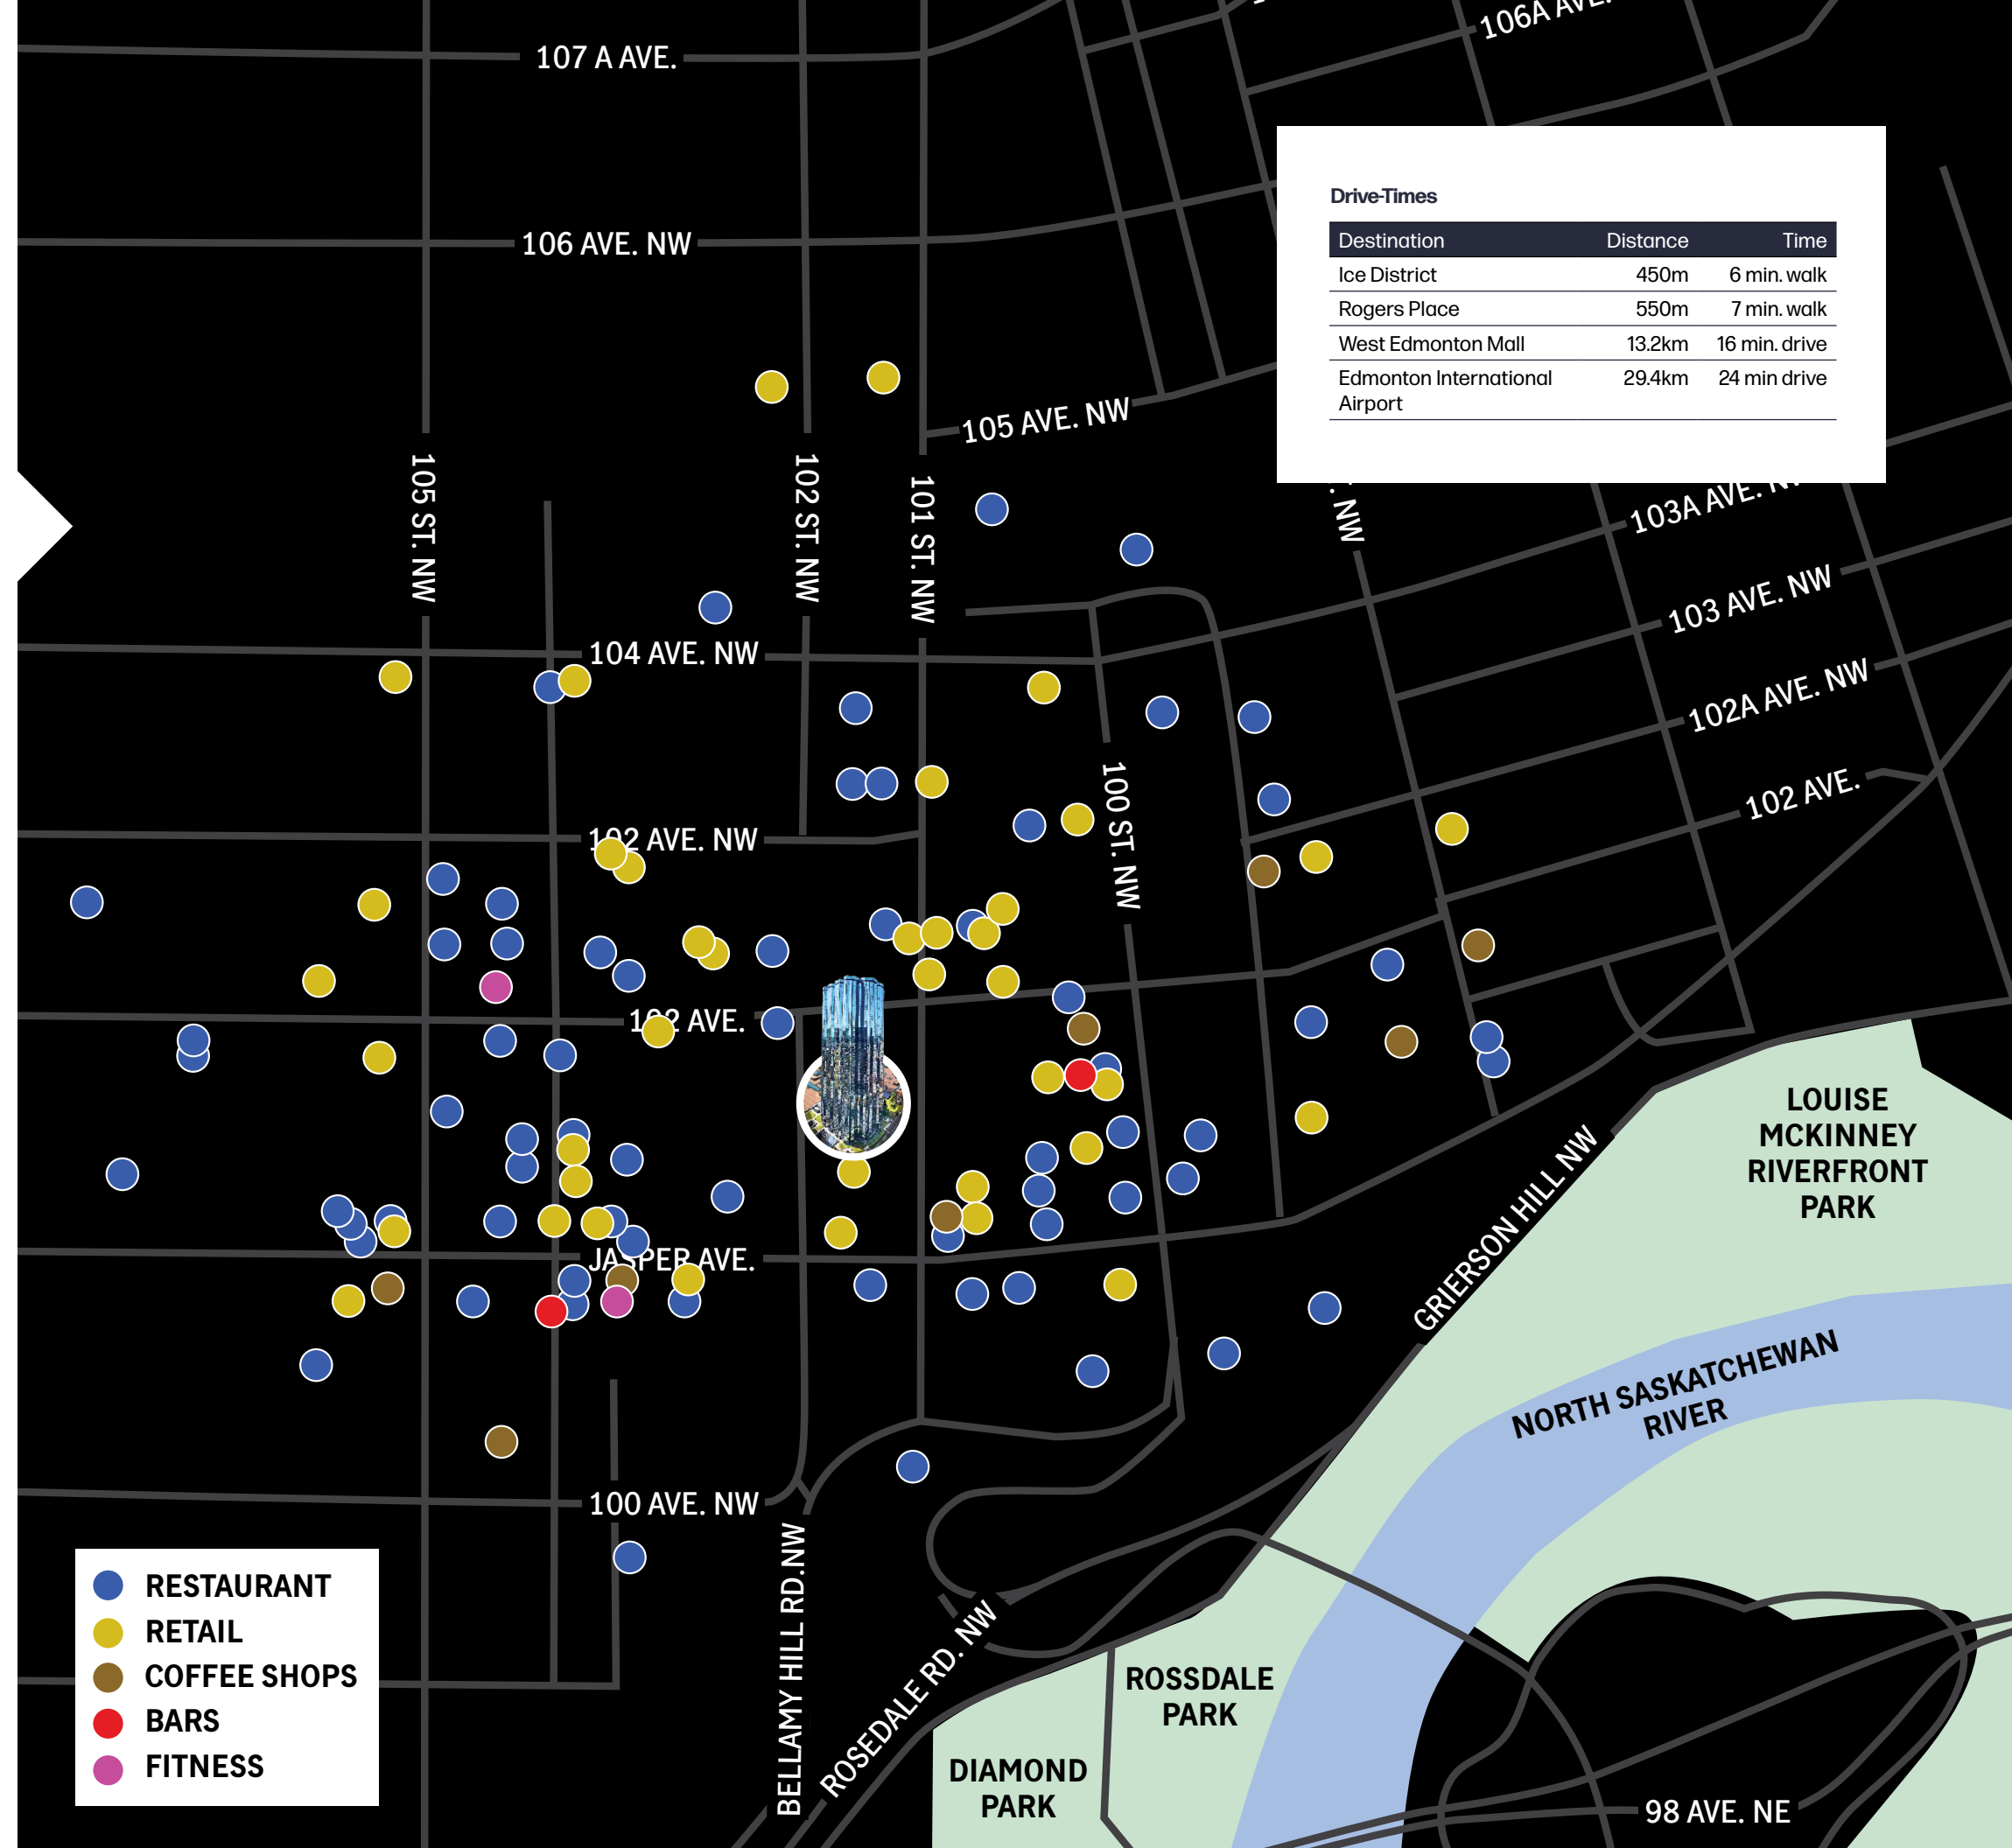 106A AVE.
107 A AVE.
106 AVE. NW
Drive-Times
Destination Distance Time
Ice District 450m 6 min. walk
Rogers Place 550m 7 min. walk
West Edmonton Mall 13.2km 16 min. drive
Edmonton International 29.4km 24 min drive
Airport
105 AVE. NW
105 ST. NW
102 ST. NW
101 ST. NW
. NW
103A AVE. NW
103 AVE. NW
104 AVE. NW
102A AVE. NW
100 ST. NW
102 AVE.
102 AVE. NW
102 AVE.
LOUISE
MCKINNEY
RIVERFRONT
PARK
GRIERSON HILL NW
JASPER AVE.
NORTH SASKATCHEWAN
RIVER
100 AVE. NW
BELLAMY HILL RD.NW
ROSEDALE RD. NW
RESTAURANT
RETAIL
COFFEE SHOPS
BARS
FITNESS
ROSSDALE
PARK
DIAMOND
PARK
98 AVE. NE